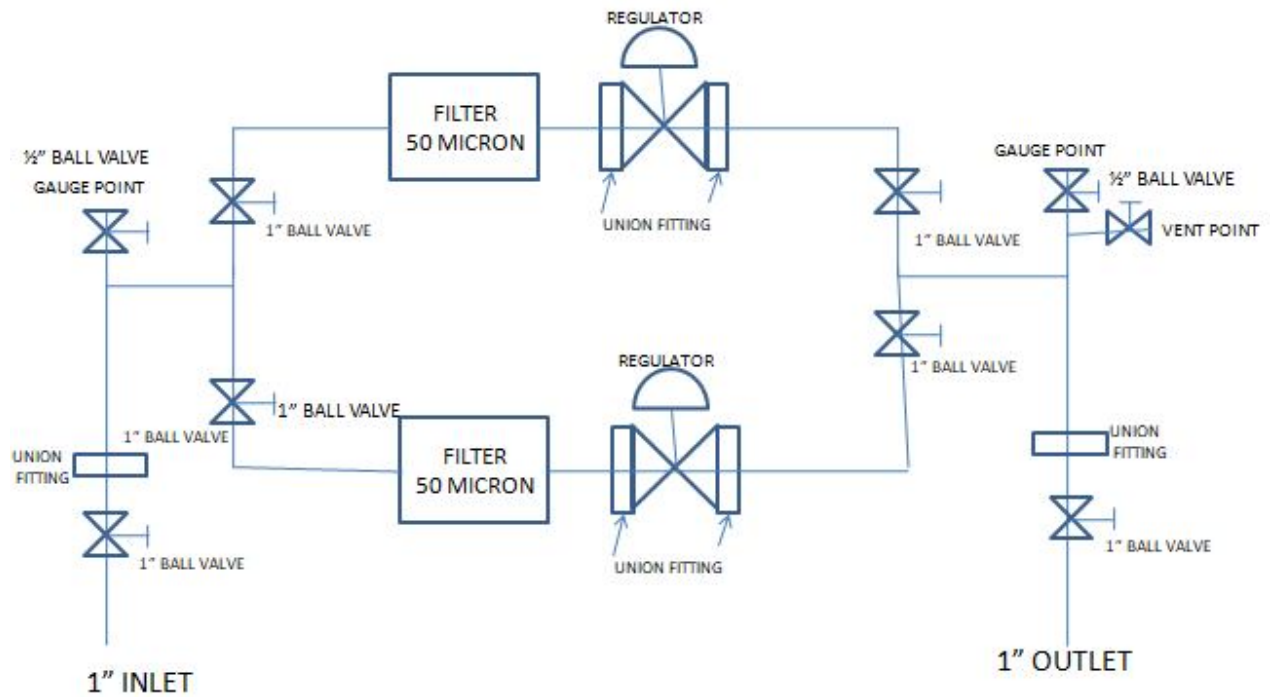 REGULATOR
FILTER
50 MICRON
½” BALL VALVE
GAUGE POINT
GAUGE POINT
½” BALL VALVE
1” BALL VALVE
UNION FITTING
1” BALL VALVE
VENT POINT
REGULATOR
1” BALL VALVE
1” BALL VALVE
1” BALL VALVE
UNION
FITTING
FILTER
50 MICRON
UNION
FITTING
1” BALL VALVE
UNION FITTING
1” BALL VALVE
1” INLET
1” OUTLET